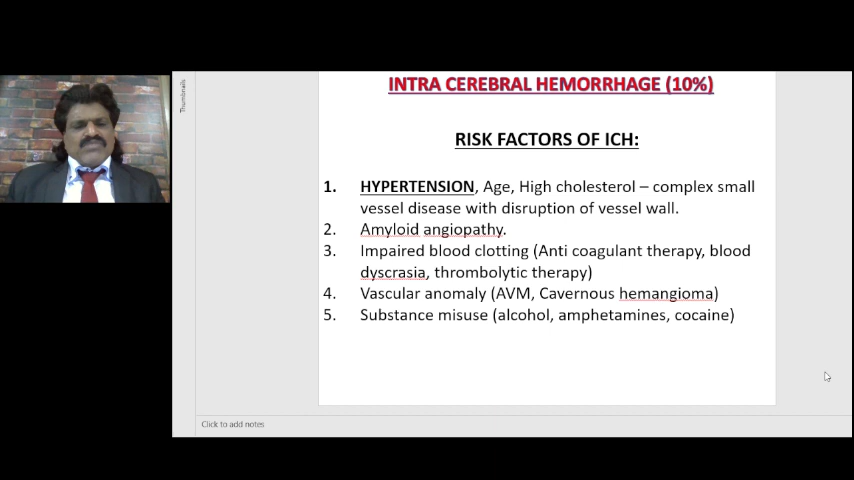 Thumbnails
INTRA CEREBRAL HEMORRHAGE (10%)
RISK FACTORS OF ICH:
1. HYPERTENSION, Age, High cholesterol – complex small
vessel disease with disruption of vessel wall.
2. Amyloid angiopathy.
3. Impaired blood clotting (Anti coagulant therapy, blood
dyscrasia, thrombolytic therapy)
4. Vascular anomaly (AVM, Cavernous hemangioma)
5. Substance misuse (alcohol, amphetamines, cocaine)
Click to add notes